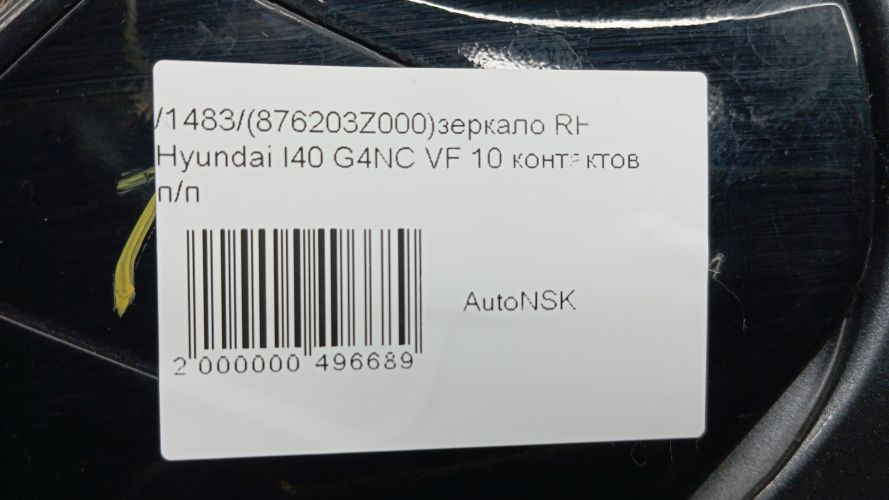 /1483/(876203Z000)зеркало RH
Hyundai I40 G4NC VF 10 контактов
п/п
AutoNSK
2 000000 496689